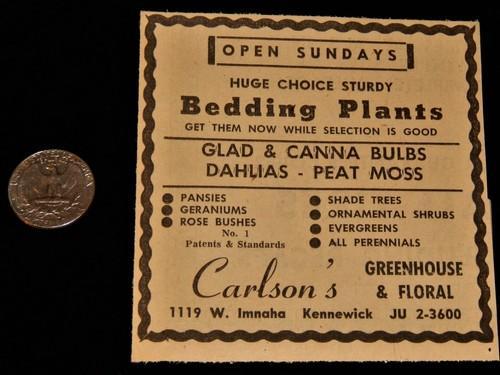 OPEN SUNDAYS
HUGE CHOICE STURDY
Bedding Plants
GET THEM NOW WHILE SELECTION IS GOOD
GLAD & CANNA BULBS
DAHLIAS - PEAT MOSS
● PANSIES
● GERANIUMS
● ROSE BUSHES
No. 1
Patents & Standards
● SHADE TREES
● ORNAMENTAL SHRUBS
● EVERGREENS
● ALL PERENNIALS
Carlson's GREENHOUSE
& FLORAL
1119 W. Imnaha Kennewick JU 2-3600